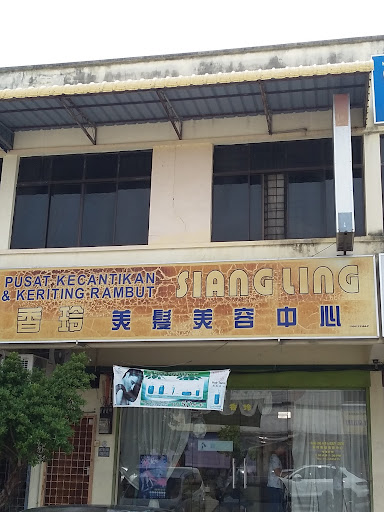 PUSAT KECANTIKAN
& KERITING RAMBUT
SIANG LING
香玲 美髮美容中心